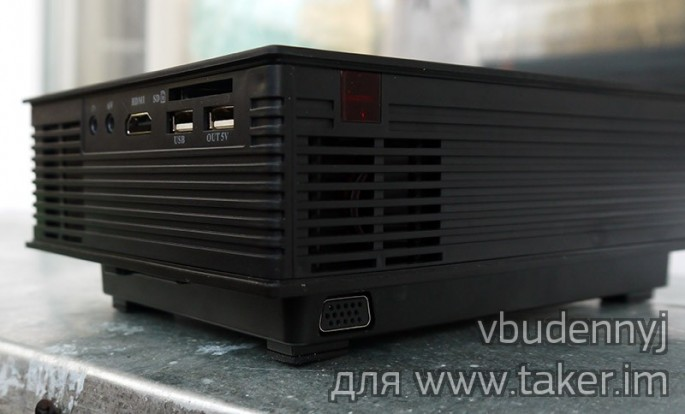 HDMI SD
USB OUT 5V
vbudennyj
для www.taker.im